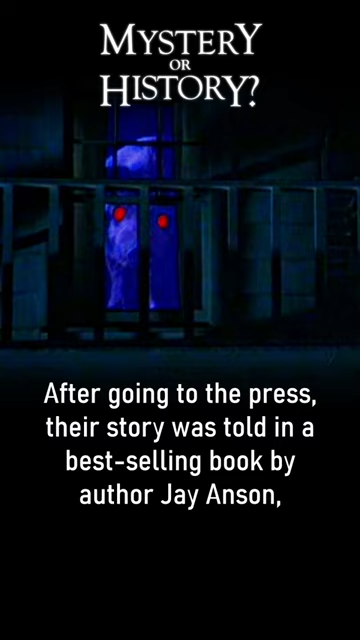 MYSTERY
OR
HISTORY?
After going to the press,
their story was told in a
best-selling book by
author Jay Anson,